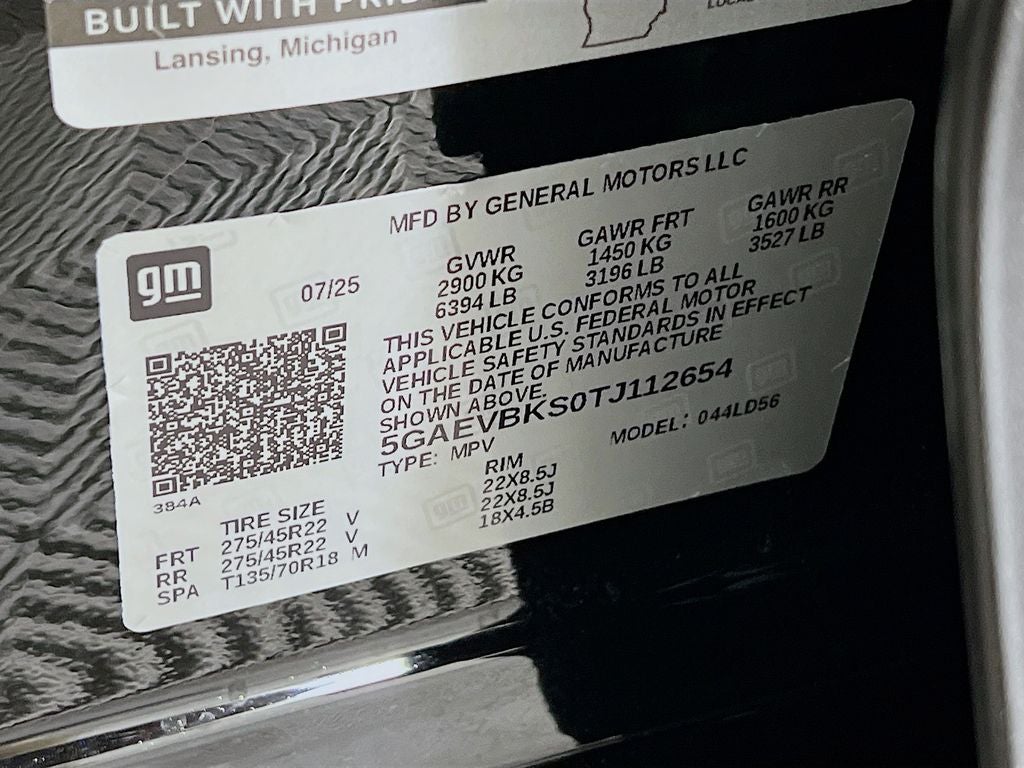 BUILT WITH PRID
Lansing, Michigan
MFD BY GENERAL MOTORS LLC
gm
07/25
GVWR GAWR FRT GAWR RR
2900 KG 1450 KG 1600 KG
6394 LB 3196 LB 3527 LB
THIS VEHICLE CONFORMS TO ALL
APPLICABLE U.S. FEDERAL MOTOR
VEHICLE SAFETY STANDARDS IN EFFECT
ON THE DATE OF MANUFACTURE
SHOWN ABOVE.
5GAEVBKS0TJ112654
TYPE: MPV MODEL: 044LD56
384A
TIRE SIZE RIM
FRT 275/45R22 V 22X8.5J
RR 275/45R22 V 22X8.5J
SPA T135/70R18 M 18X4.5B